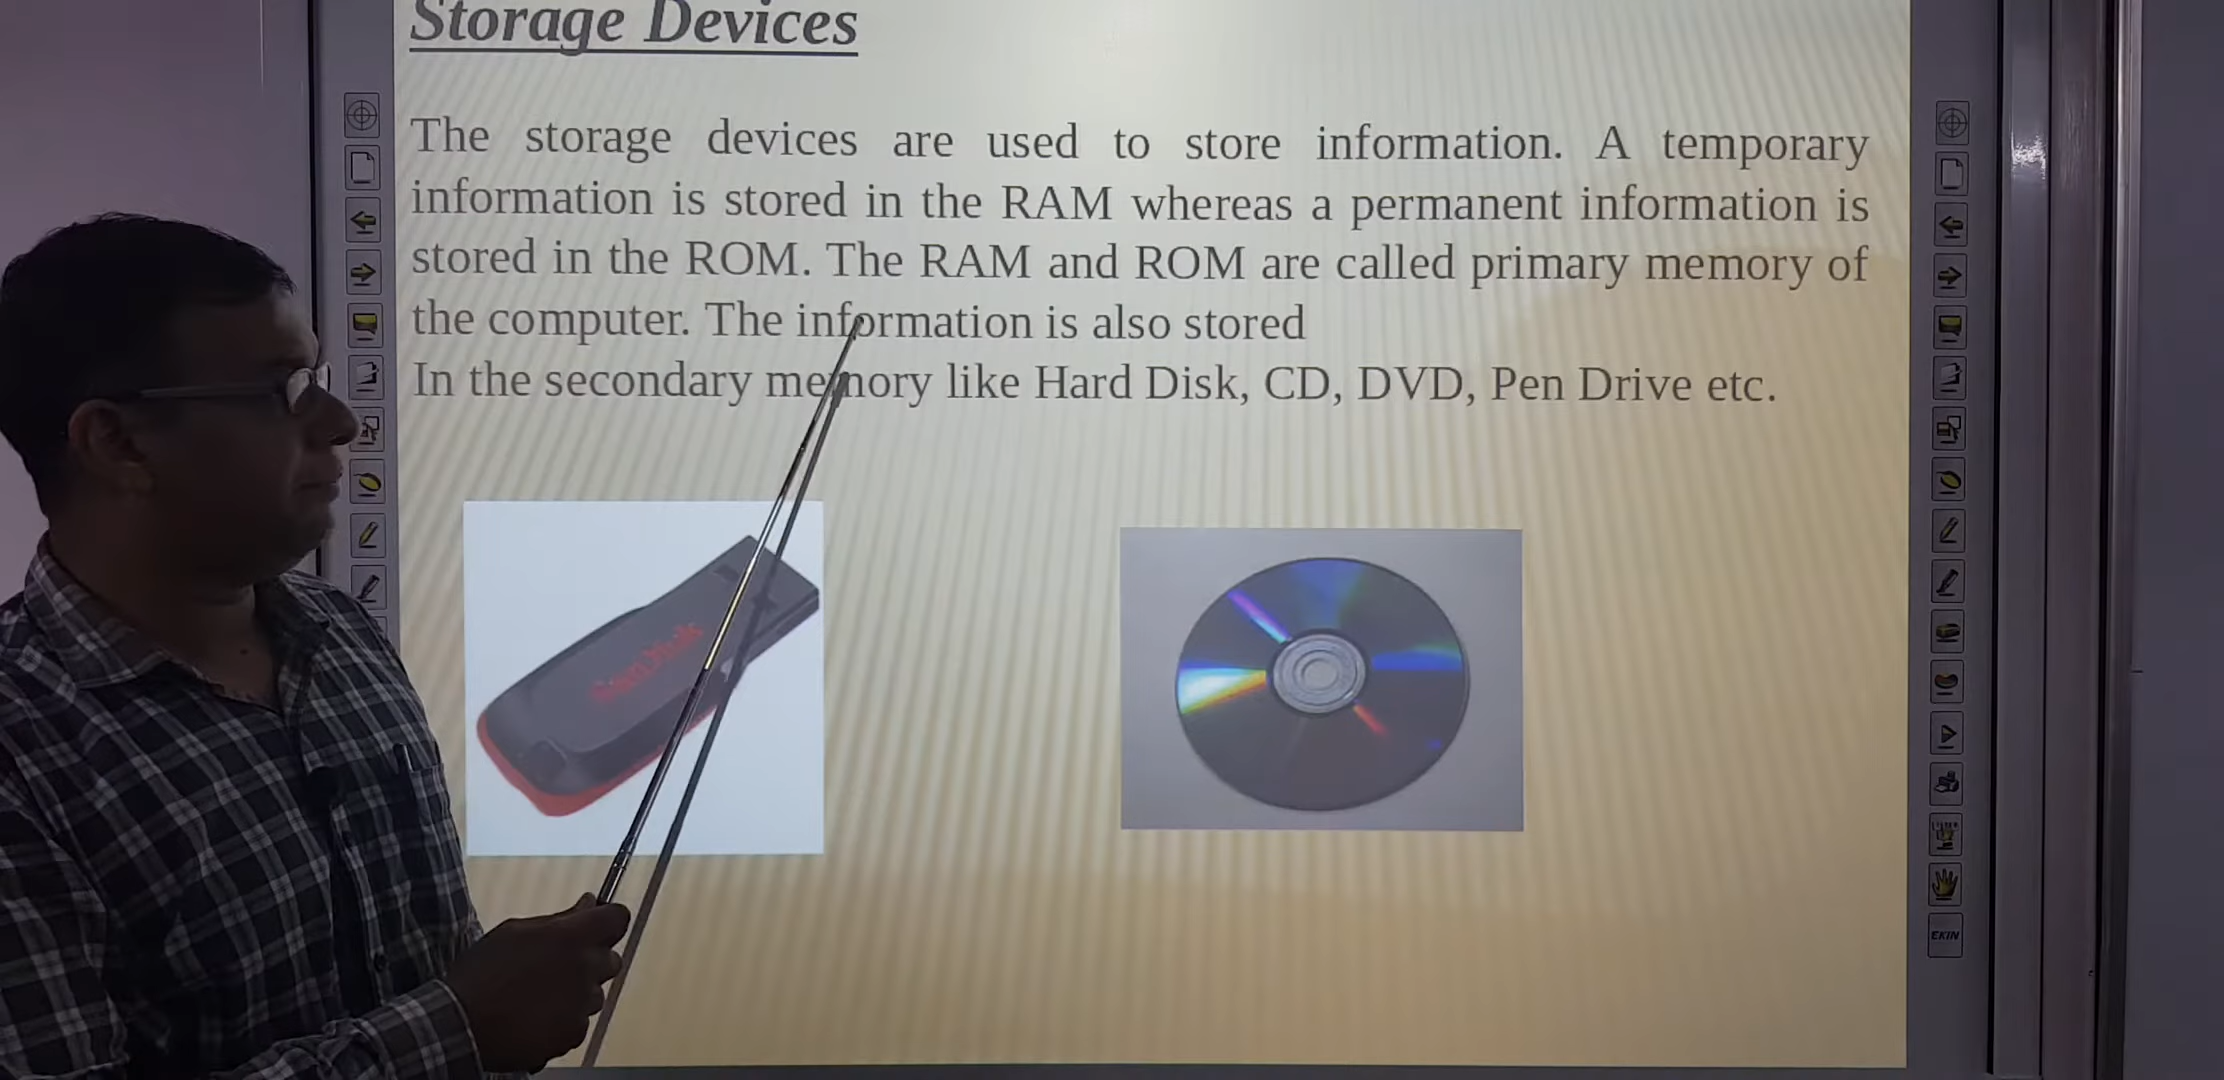 Storage Devices
The storage devices are used to store information. A temporary
information is stored in the RAM whereas a permanent information is
stored in the ROM. The RAM and ROM are called primary memory of
the computer. The information is also stored
In the secondary memory like Hard Disk, CD, DVD, Pen Drive etc.
SanDisk
EKIN